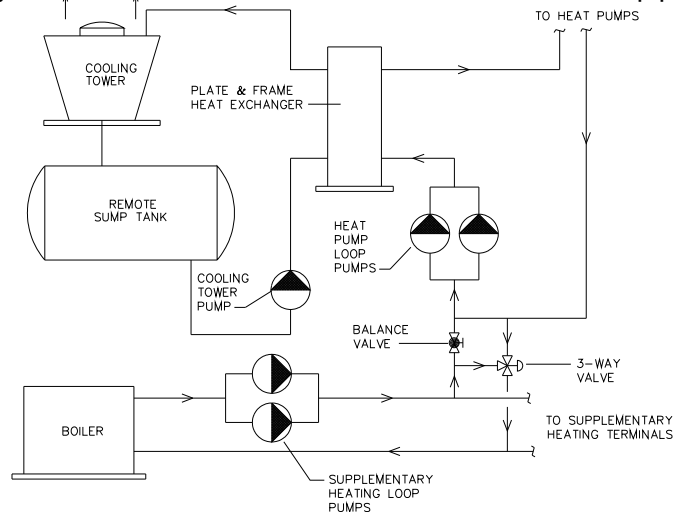 TO HEAT PUMPS
COOLING
TOWER
PLATE & FRAME
HEAT EXCHANGER
REMOTE
SUMP TANK
HEAT
PUMP
LOOP
PUMPS
COOLING
TOWER
PUMP
BALANCE
VALVE
3-WAY
VALVE
BOILER
TO SUPPLEMENTARY
HEATING TERMINALS
SUPPLEMENTARY
HEATING LOOP
PUMPS